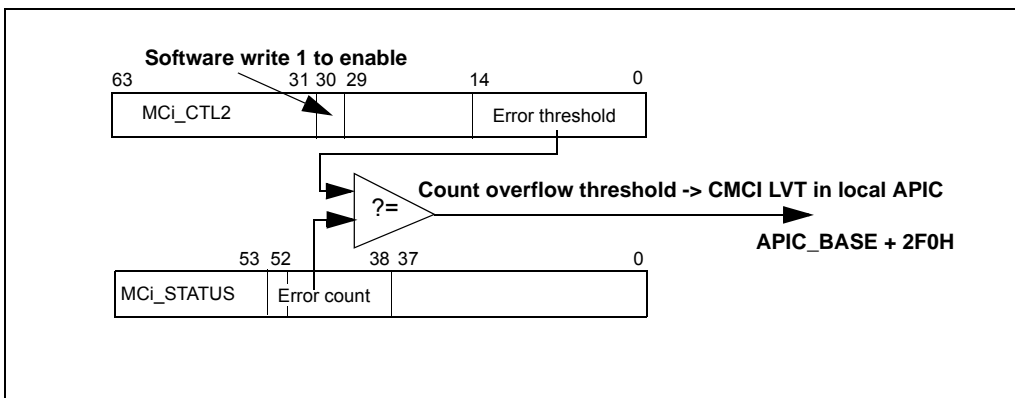 Software write 1 to enable
63 31 30 29 14 0
MCi_CTL2 Error threshold
?=
Count overflow threshold -> CMCI LVT in local APIC
APIC_BASE + 2F0H
53 52 38 37 0
MCi_STATUS Error count